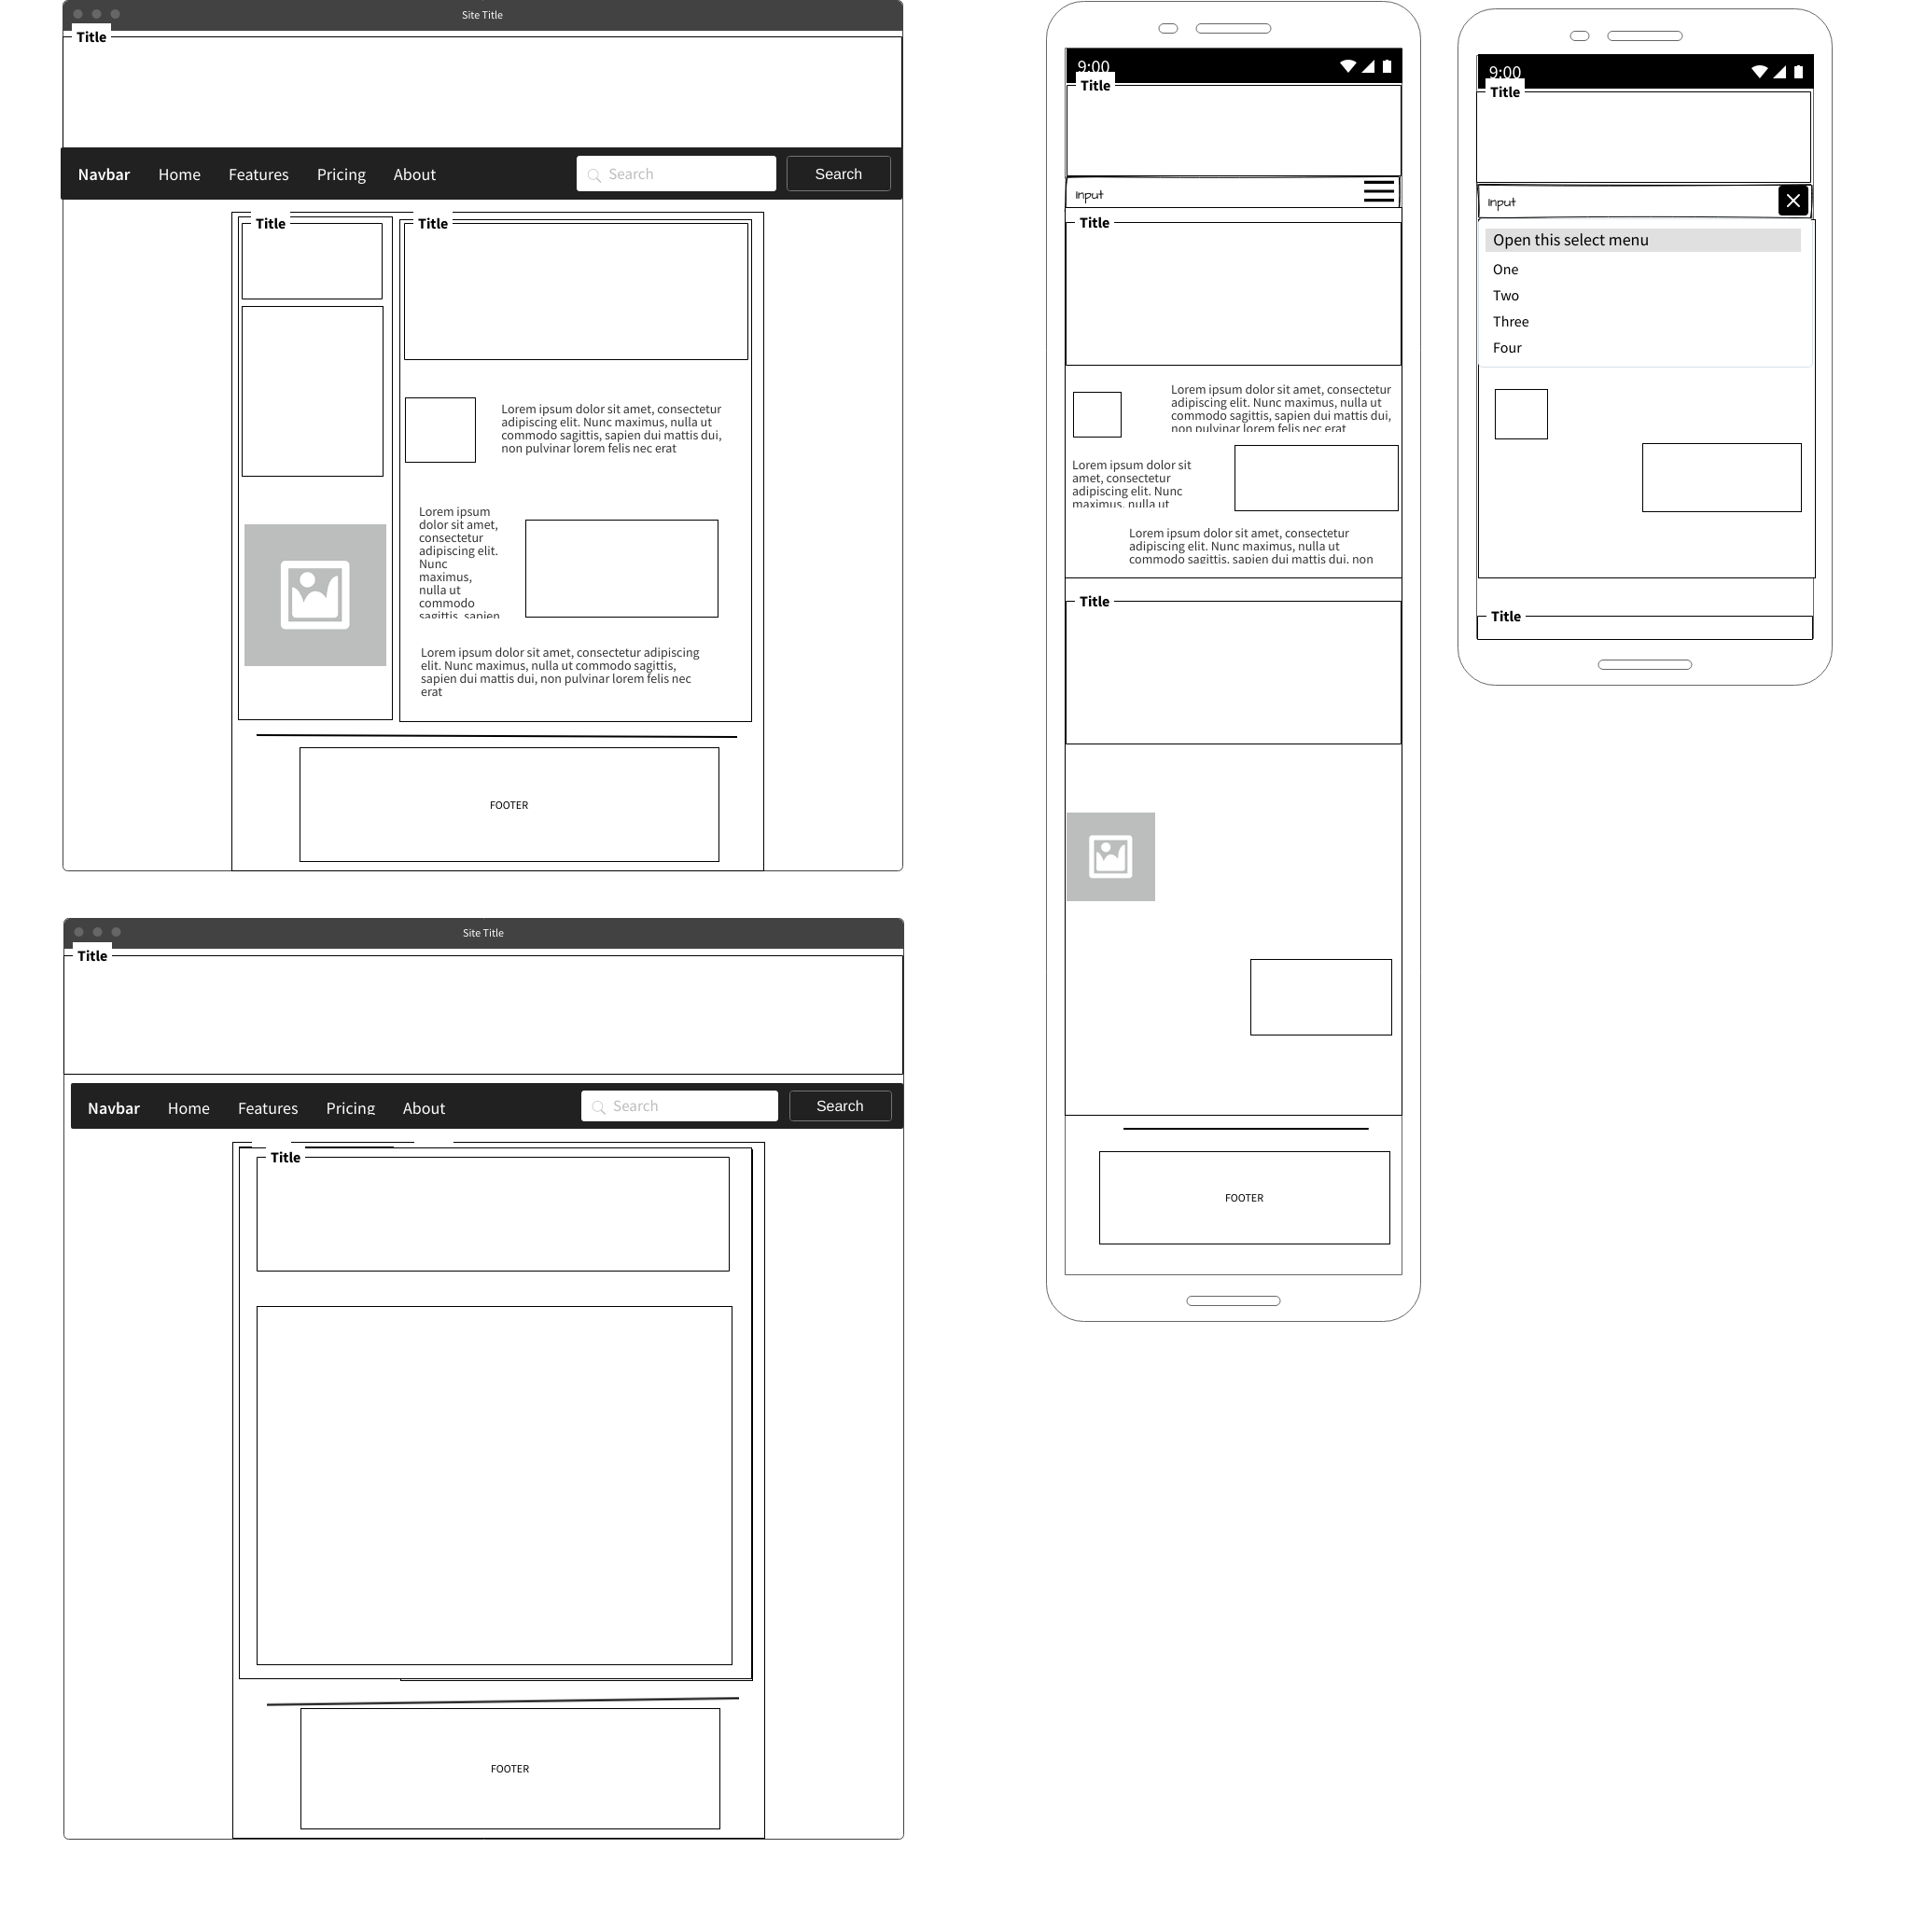 Site Title
Title
Navbar Home Features Pricing About Search Search
Title
Title
Lorem ipsum dolor sit amet, consectetur
adipiscing elit. Nunc maximus, nulla ut
commodo sagittis, sapien dui mattis dui,
non pulvinar lorem felis nec erat
Lorem ipsum
dolor sit amet,
consectetur
adipiscing elit.
Nunc
maximus,
nulla ut
commodo
sagittis, sapien
Lorem ipsum dolor sit amet, consectetur adipiscing
elit. Nunc maximus, nulla ut commodo sagittis,
sapien dui mattis dui, non pulvinar lorem felis nec
erat
FOOTER
Site Title
Title
Navbar Home Features Pricing About Search Search
Title
FOOTER
9:00
Title
Input
Title
Lorem ipsum dolor sit amet, consectetur
adipiscing elit. Nunc maximus, nulla ut
commodo sagittis, sapien dui mattis dui,
non pulvinar lorem felis nec erat
Lorem ipsum dolor sit
amet, consectetur
adipiscing elit. Nunc
maximus, nulla ut
Lorem ipsum dolor sit amet, consectetur
adipiscing elit. Nunc maximus, nulla ut
commodo sagittis, sapien dui mattis dui, non
Title
FOOTER
9:00
Title
Input
Open this select menu
One
Two
Three
Four
Title